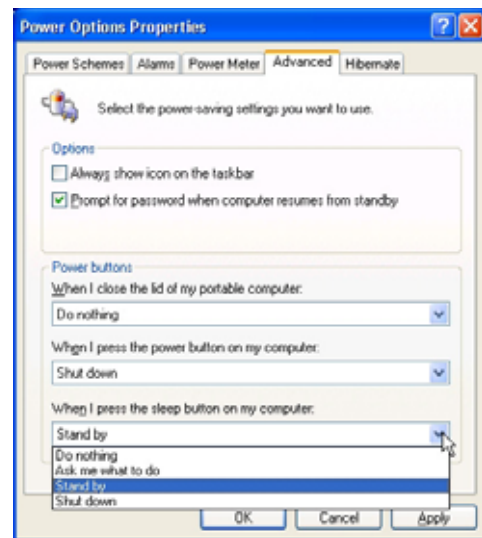 Power Options Properties
Power Schemes Alarms Power Meter Advanced Hibernate
Select the power-saving settings you want to use.
Options
Always show icon on the taskbar
Prompt for password when computer resumes from standby
Power buttons
When I close the lid of my portable computer:
Do nothing
When I press the power button on my computer:
Shut down
When I press the sleep button on my computer:
Stand by
Do nothing
Ask me what to do
Stand by
Shut down
OK Cancel Apply